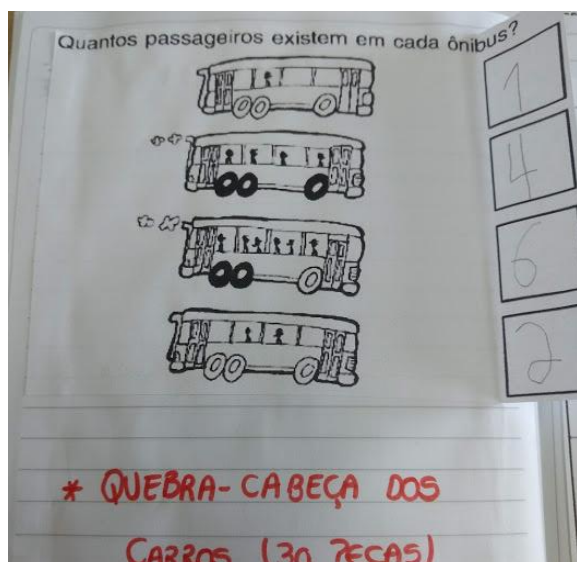 Quantos passageiros existem em cada ônibus?
1
4
6
2
* QUEBRA-CABEÇA DOS
CARROS (30 PEÇAS)